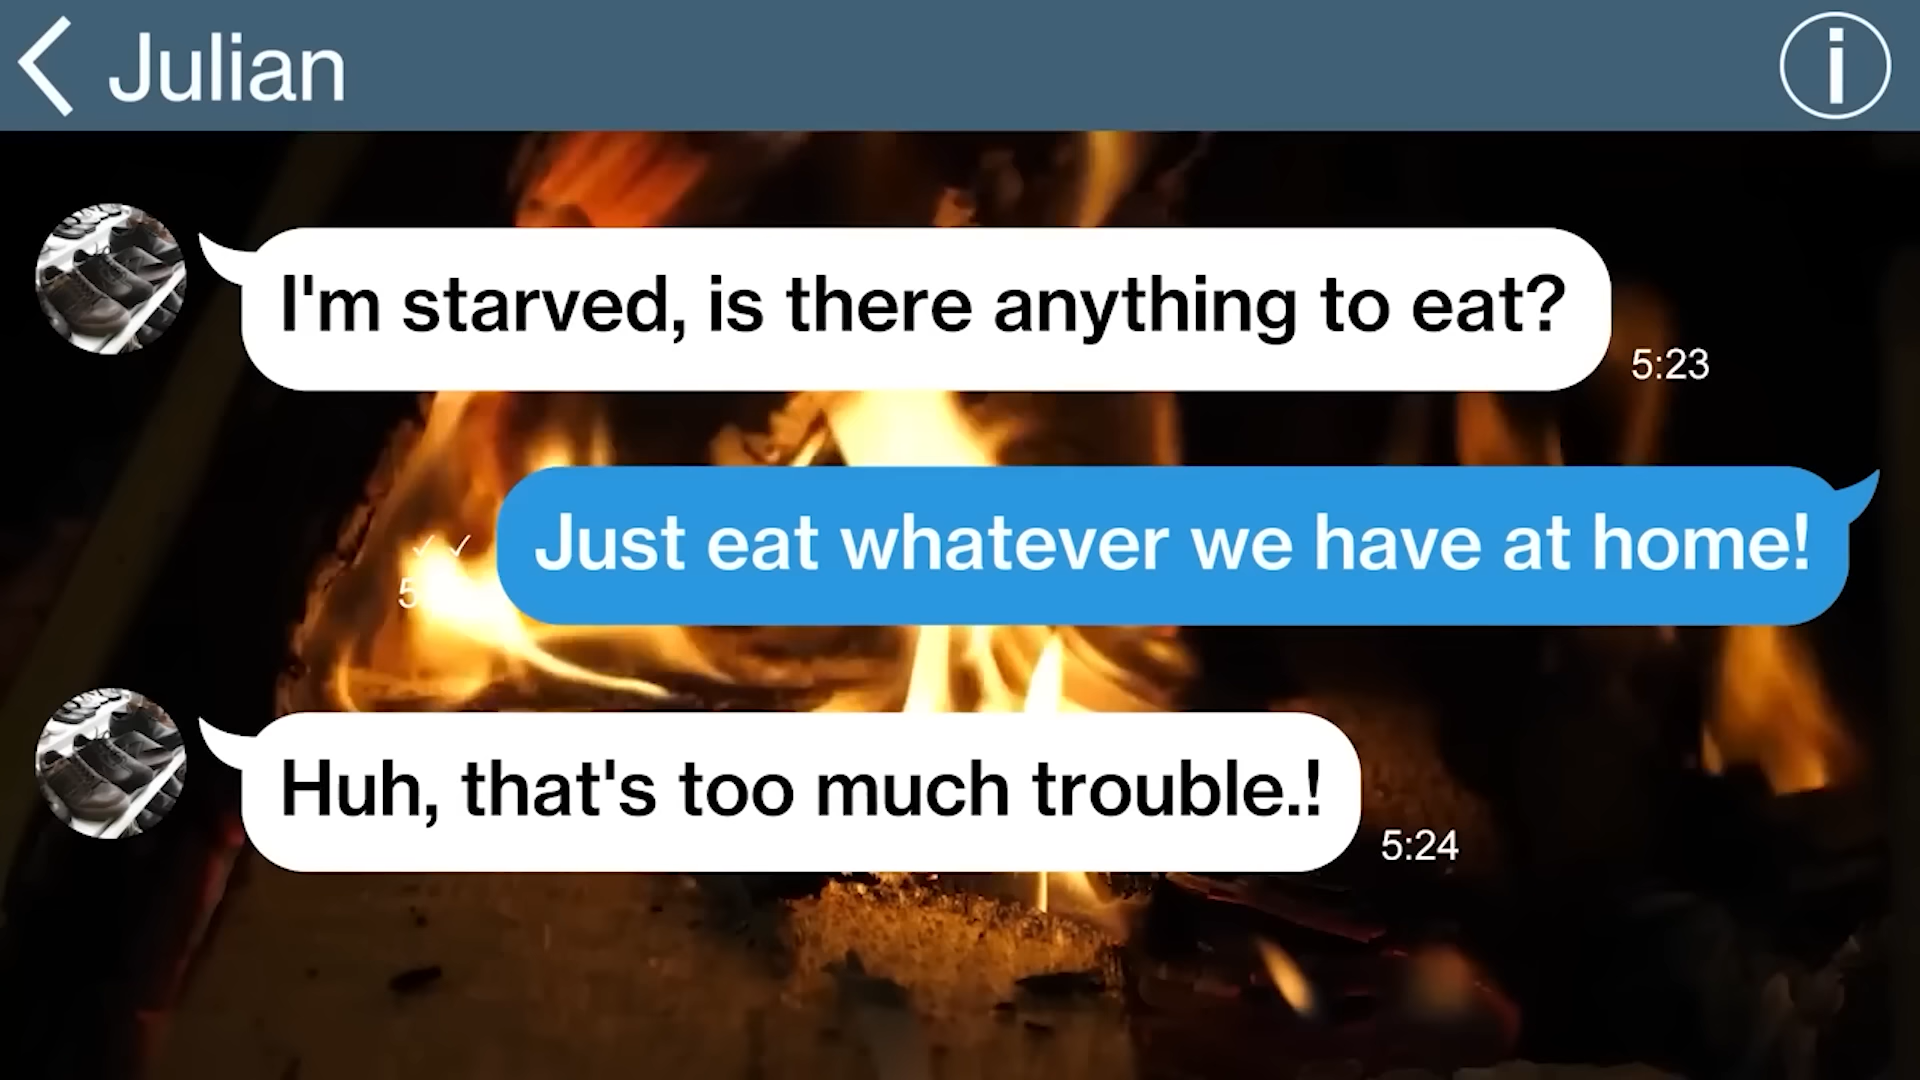 Julian
I'm starved, is there anything to eat?
5:23
Just eat whatever we have at home!
Huh, that's too much trouble.!
5:24